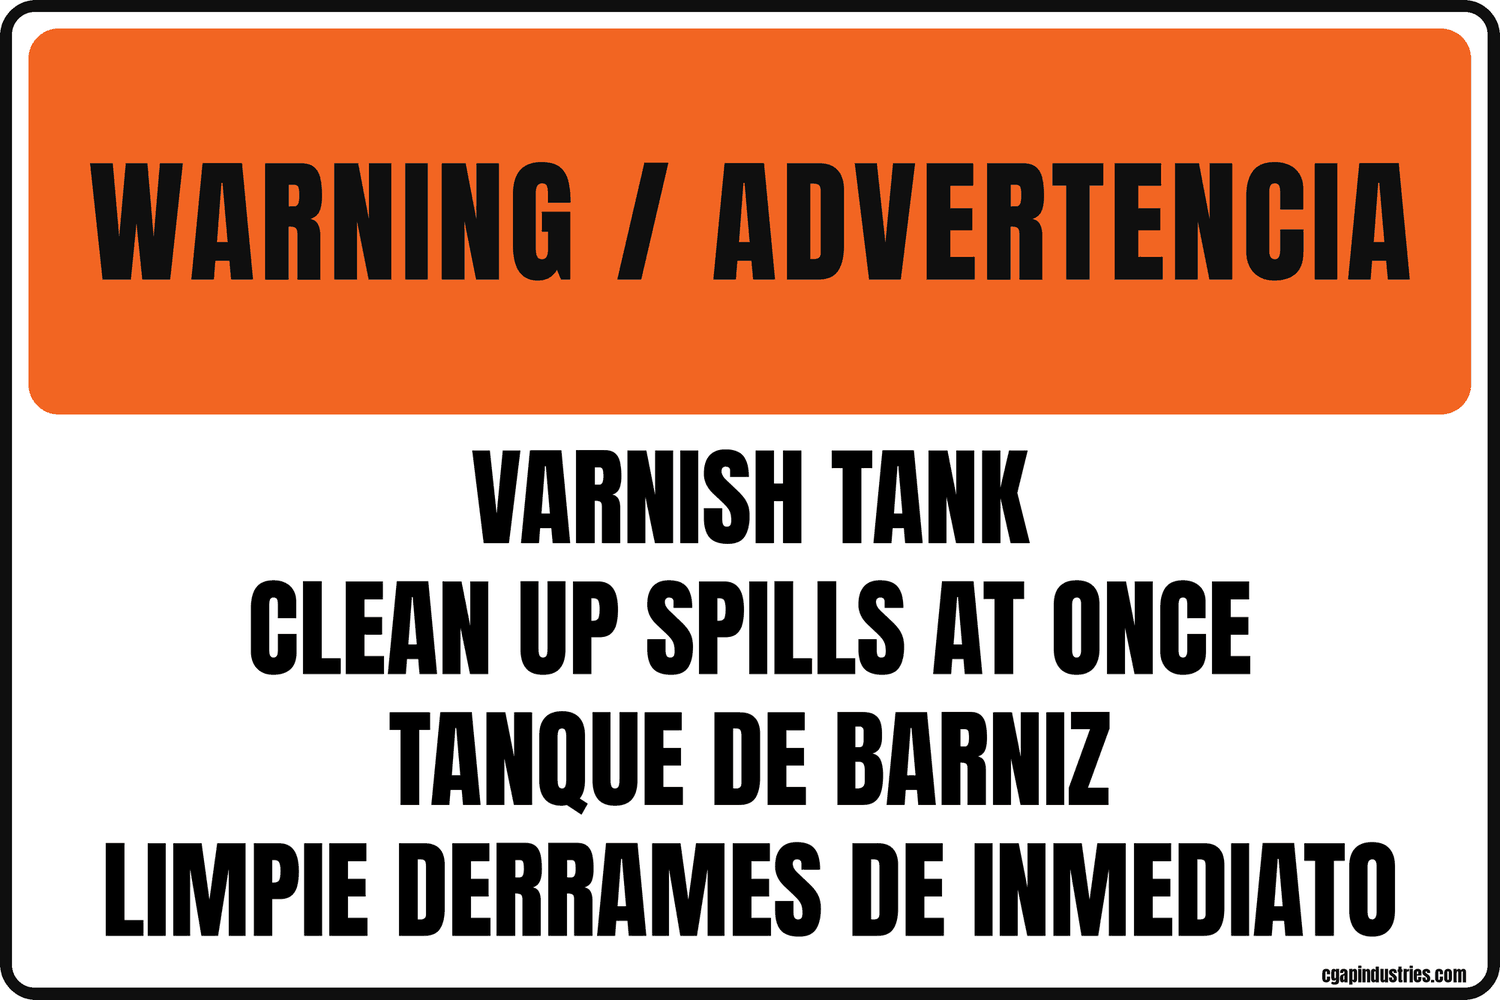 WARNING / ADVERTENCIA
VARNISH TANK
CLEAN UP SPILLS AT ONCE
TANQUE DE BARNIZ
LIMPIE DERRAMES DE INMEDIATO
cgapindustries.com